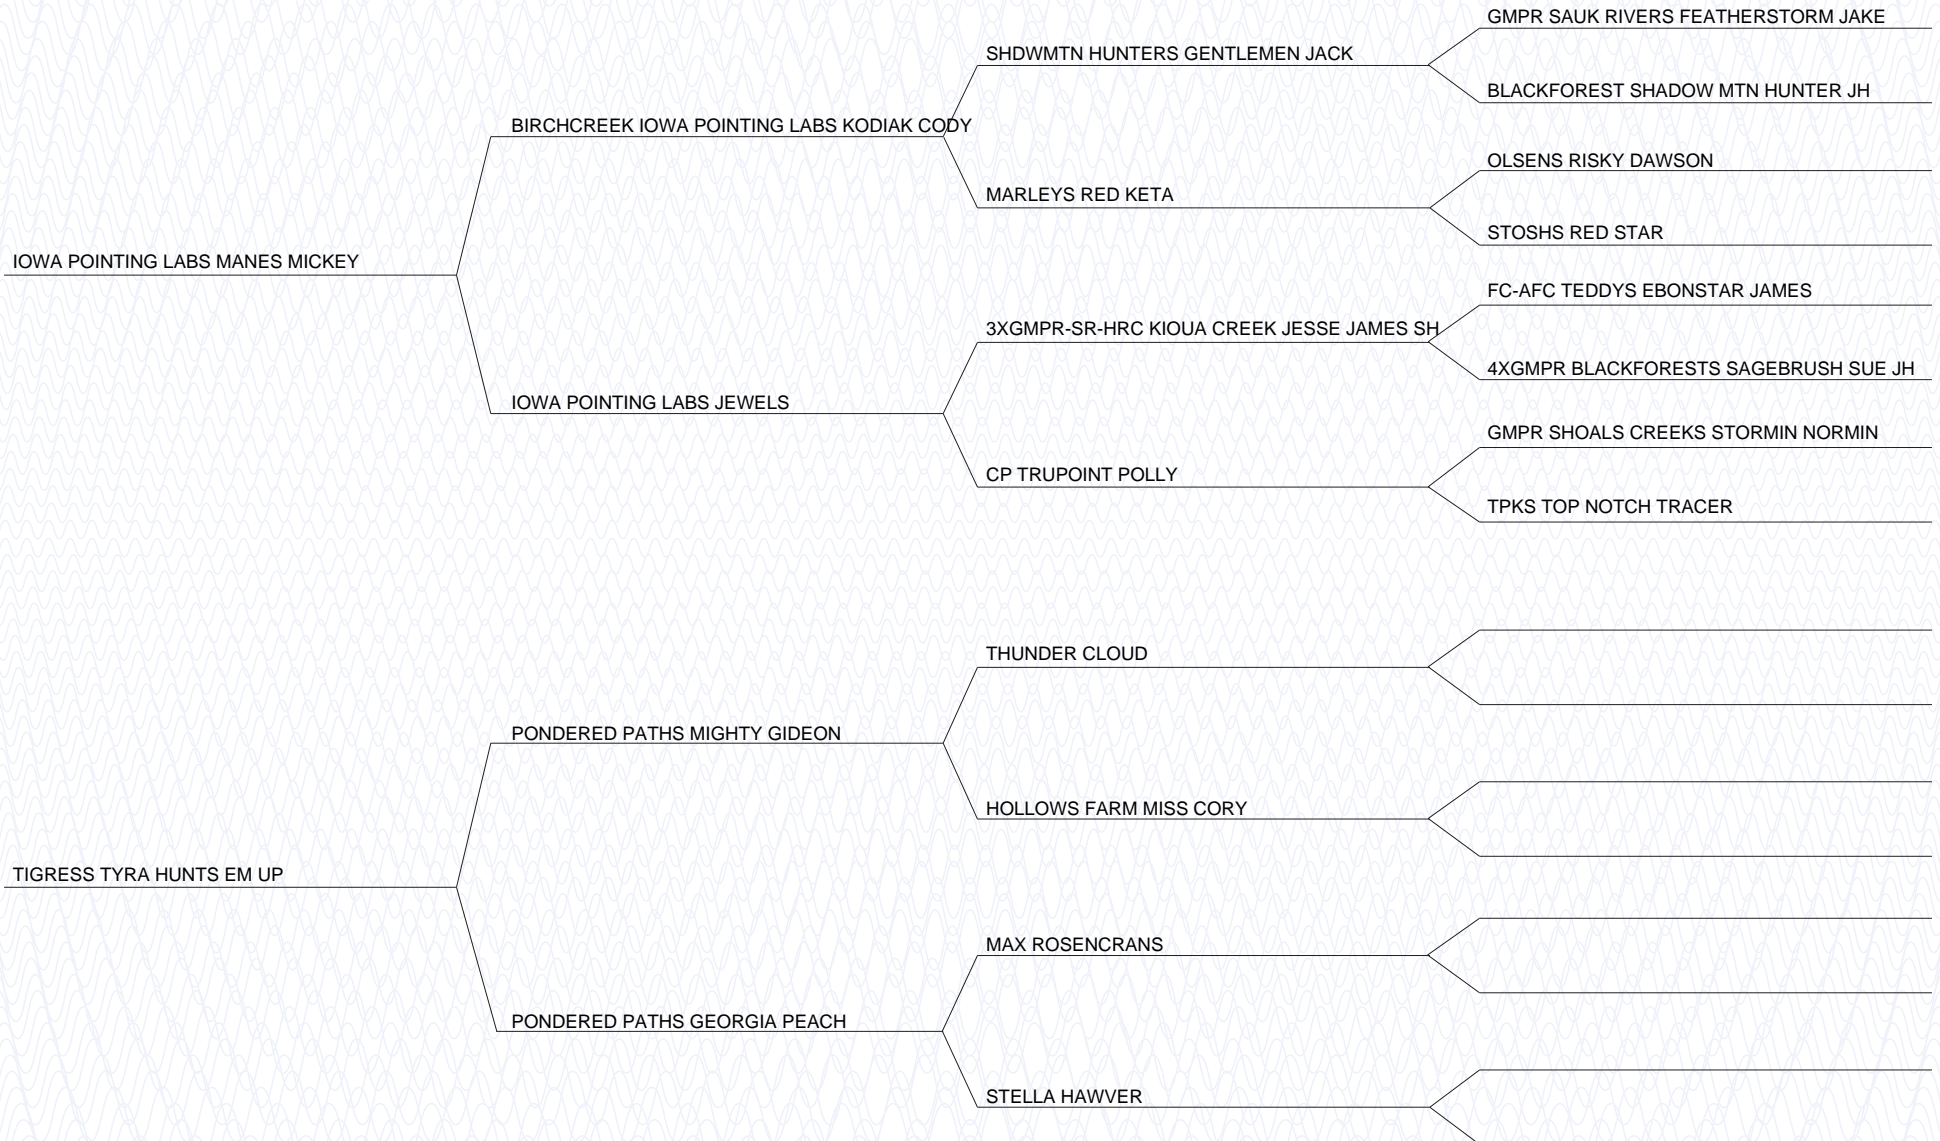 GMPR SAUK RIVERS FEATHERSTORM JAKE
SHDWMTN HUNTERS GENTLEMEN JACK
BLACKFOREST SHADOW MTN HUNTER JH
BIRCHCREEK IOWA POINTING LABS KODIAK CODY
OLSENS RISKY DAWSON
MARLEYS RED KETA
STOSHS RED STAR
IOWA POINTING LABS MANES MICKEY
FC-AFC TEDDYS EBONSTAR JAMES
3XGMPR-SR-HRC KIOUA CREEK JESSE JAMES SH
4XGMPR BLACKFORESTS SAGEBRUSH SUE JH
IOWA POINTING LABS JEWELS
GMPR SHOALS CREEKS STORMIN NORMIN
CP TRUPOINT POLLY
TPKS TOP NOTCH TRACER
THUNDER CLOUD
PONDERED PATHS MIGHTY GIDEON
HOLLOWS FARM MISS CORY
TIGRESS TYRA HUNTS EM UP
MAX ROSENCRANS
PONDERED PATHS GEORGIA PEACH
STELLA HAWVER